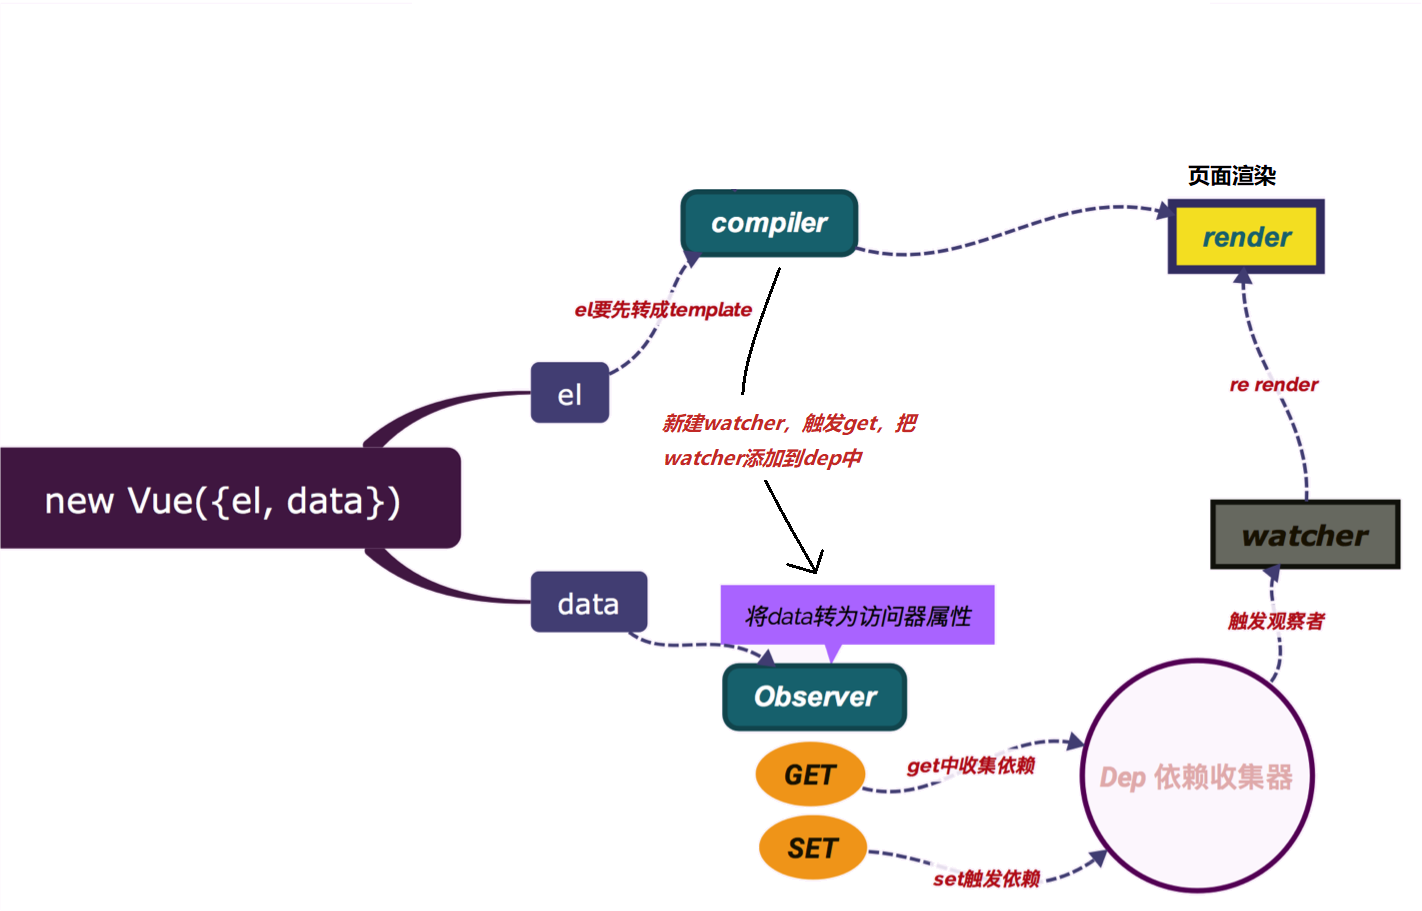 页面渲染
compiler
render
el要先转成template
el
re render
新建watcher，触发get，把
watcher添加到dep中
new Vue({el, data})
watcher
data
将data转为访问器属性
触发观察者
Observer
GET
get中收集依赖
Dep 依赖收集器
SET
set触发依赖